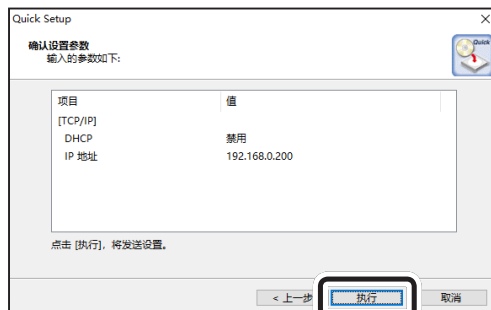 Quick Setup
确认设置参数
输入的参数如下:
Quick
项目 值
[TCP/IP]
DHCP 禁用
IP 地址 192.168.0.200
点击 [执行]，将发送设置。
< 上一步 执行 取消